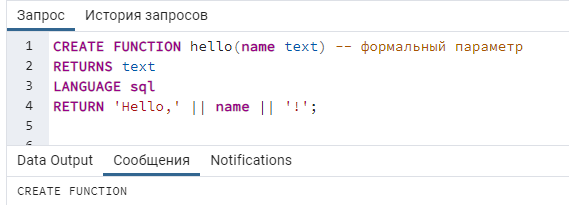 Запрос История запросов
1 CREATE FUNCTION hello(name text) -- формальный параметр
2 RETURNS text
3 LANGUAGE sql
4 RETURN 'Hello,' || name || '!';
5
Data Output Сообщения Notifications
CREATE FUNCTION